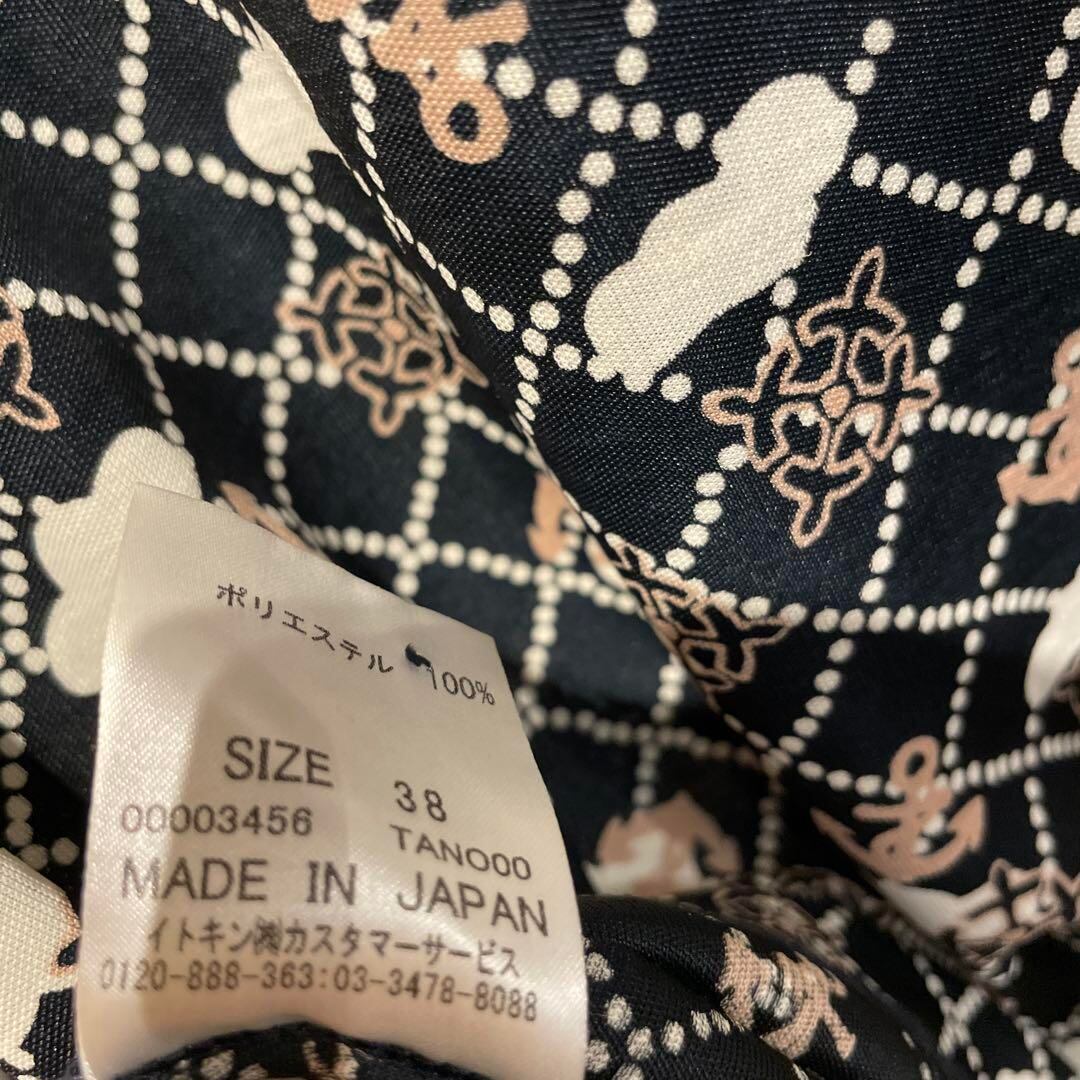 ポリエステル 100%
SIZE 38
00003456 TANO00
MADE IN JAPAN
イトキン㈱カスタマーサービス
0120-888-363:03-3478-8088